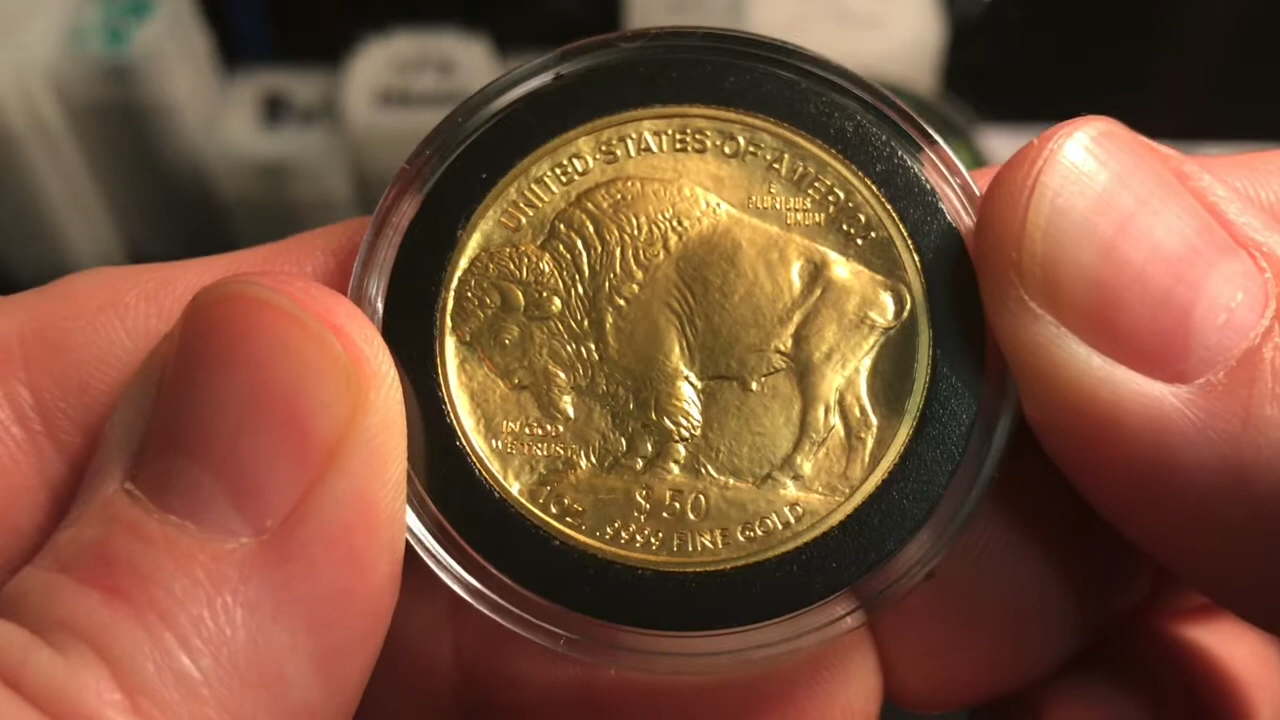 UNITED·STATES·OF·AMERICA
E
PLURIBUS
UNUM
IN GOD
WE TRUST
$50
1 OZ. .9999 FINE GOLD